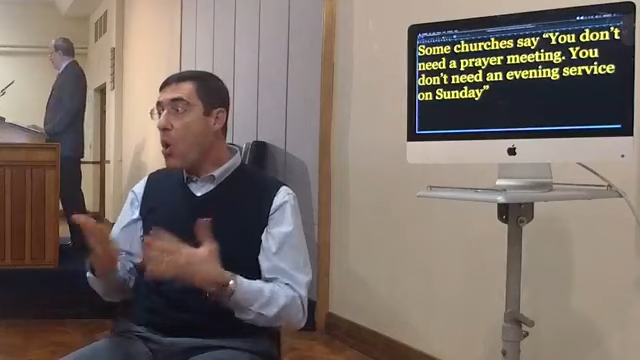 Some churches say “You don’t
need a prayer meeting. You
don’t need an evening service
on Sunday”